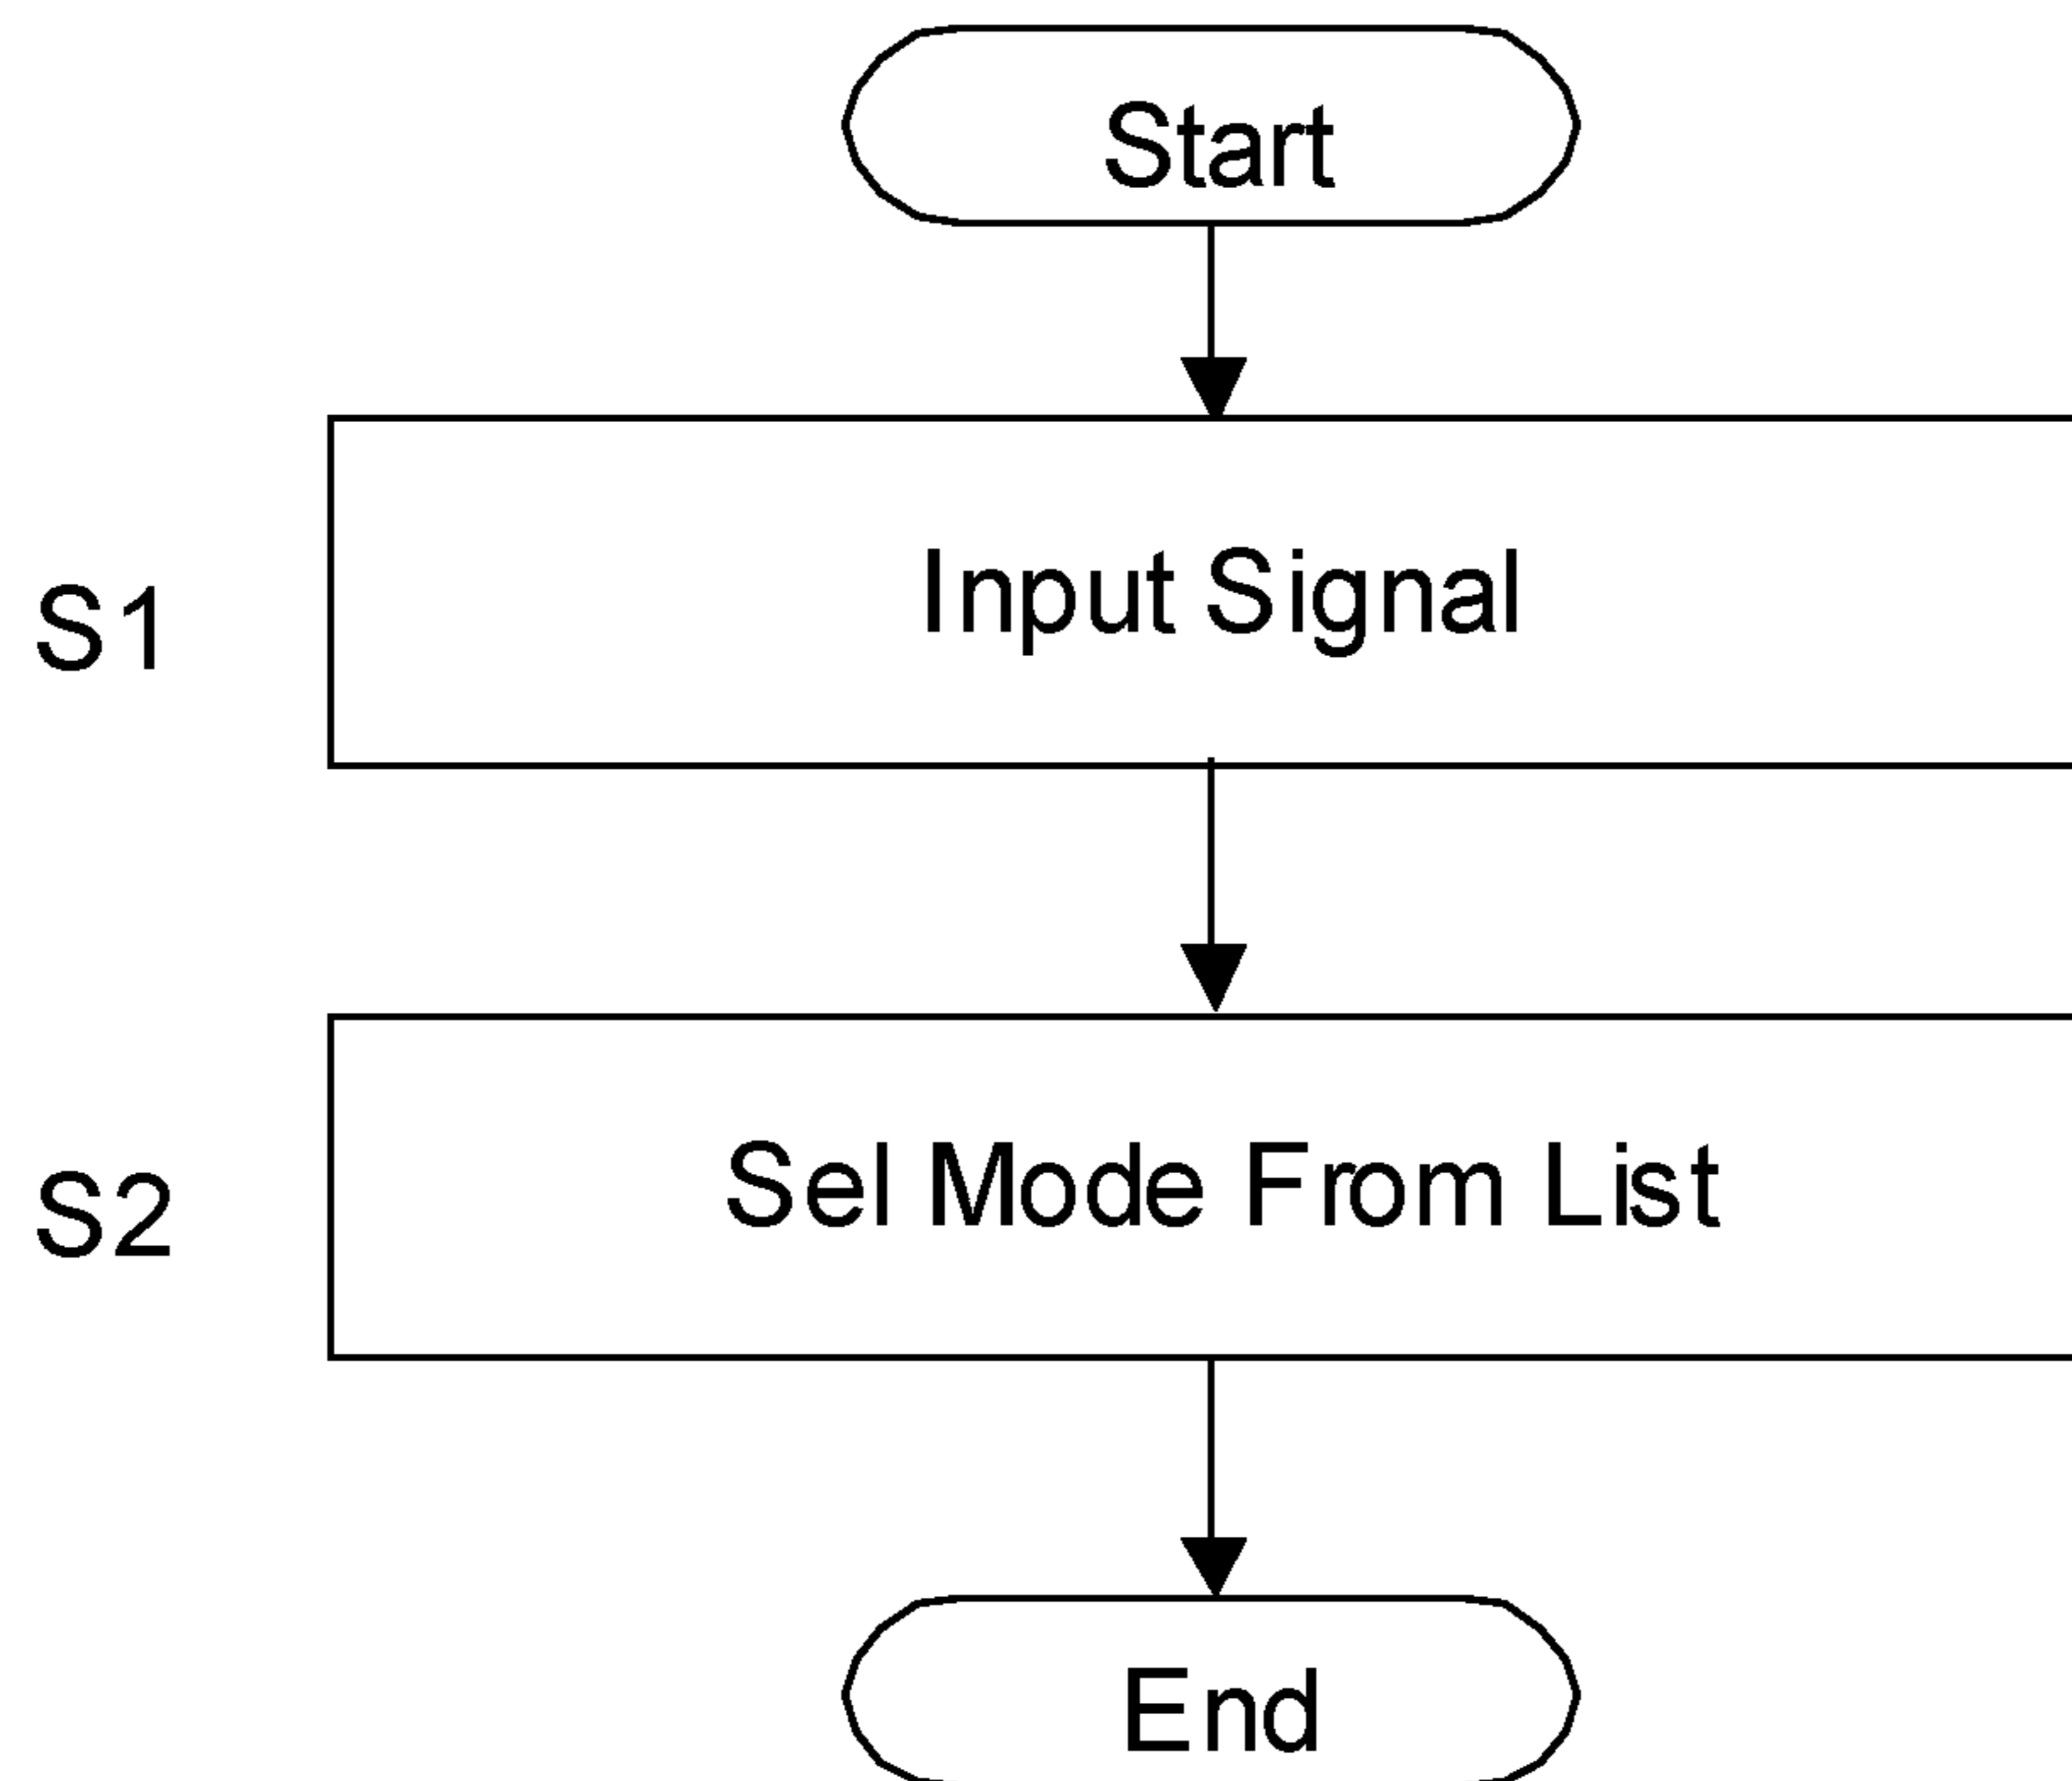 Start
Input Signal
S1
Sel Mode From List
S2
End